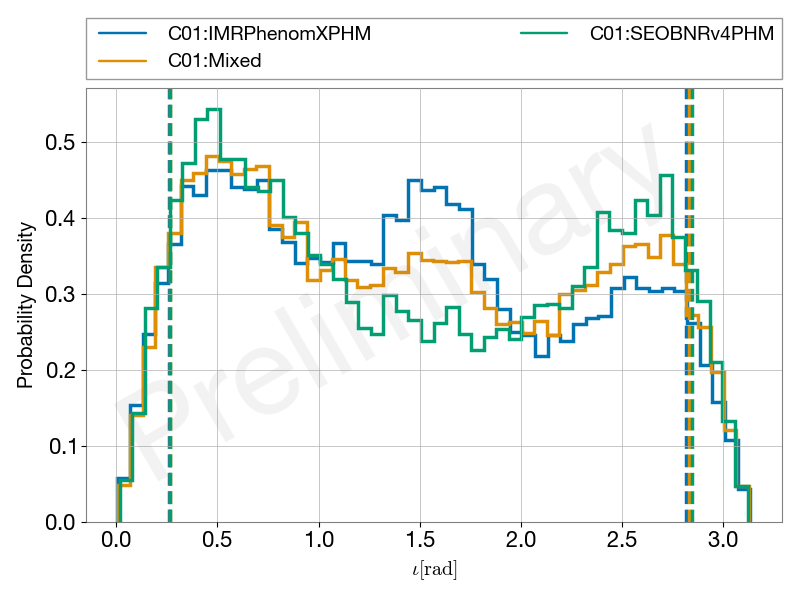 C01:IMRPhenomXPHM
C01:Mixed
C01:SEOBNRv4PHM
Preliminary
Probability Density
0.5
0.4
0.3
0.2
0.1
0.0
0.0 0.5 1.0 1.5 2.0 2.5 3.0
ι[rad]